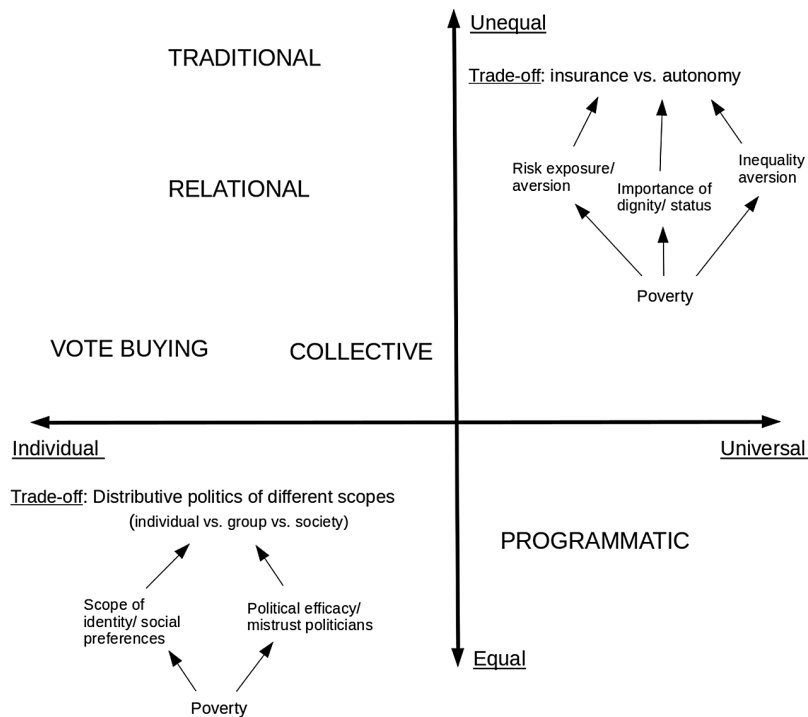 Unequal
TRADITIONAL
Trade-off: insurance vs. autonomy
Risk exposure/
aversion
Importance of
dignity/ status
Inequality
aversion
RELATIONAL
Poverty
VOTE BUYING
COLLECTIVE
Individual
Universal
Trade-off: Distributive politics of different scopes
(individual vs. group vs. society)
PROGRAMMATIC
Scope of
identity/ social
preferences
Political efficacy/
mistrust politicians
Equal
Poverty